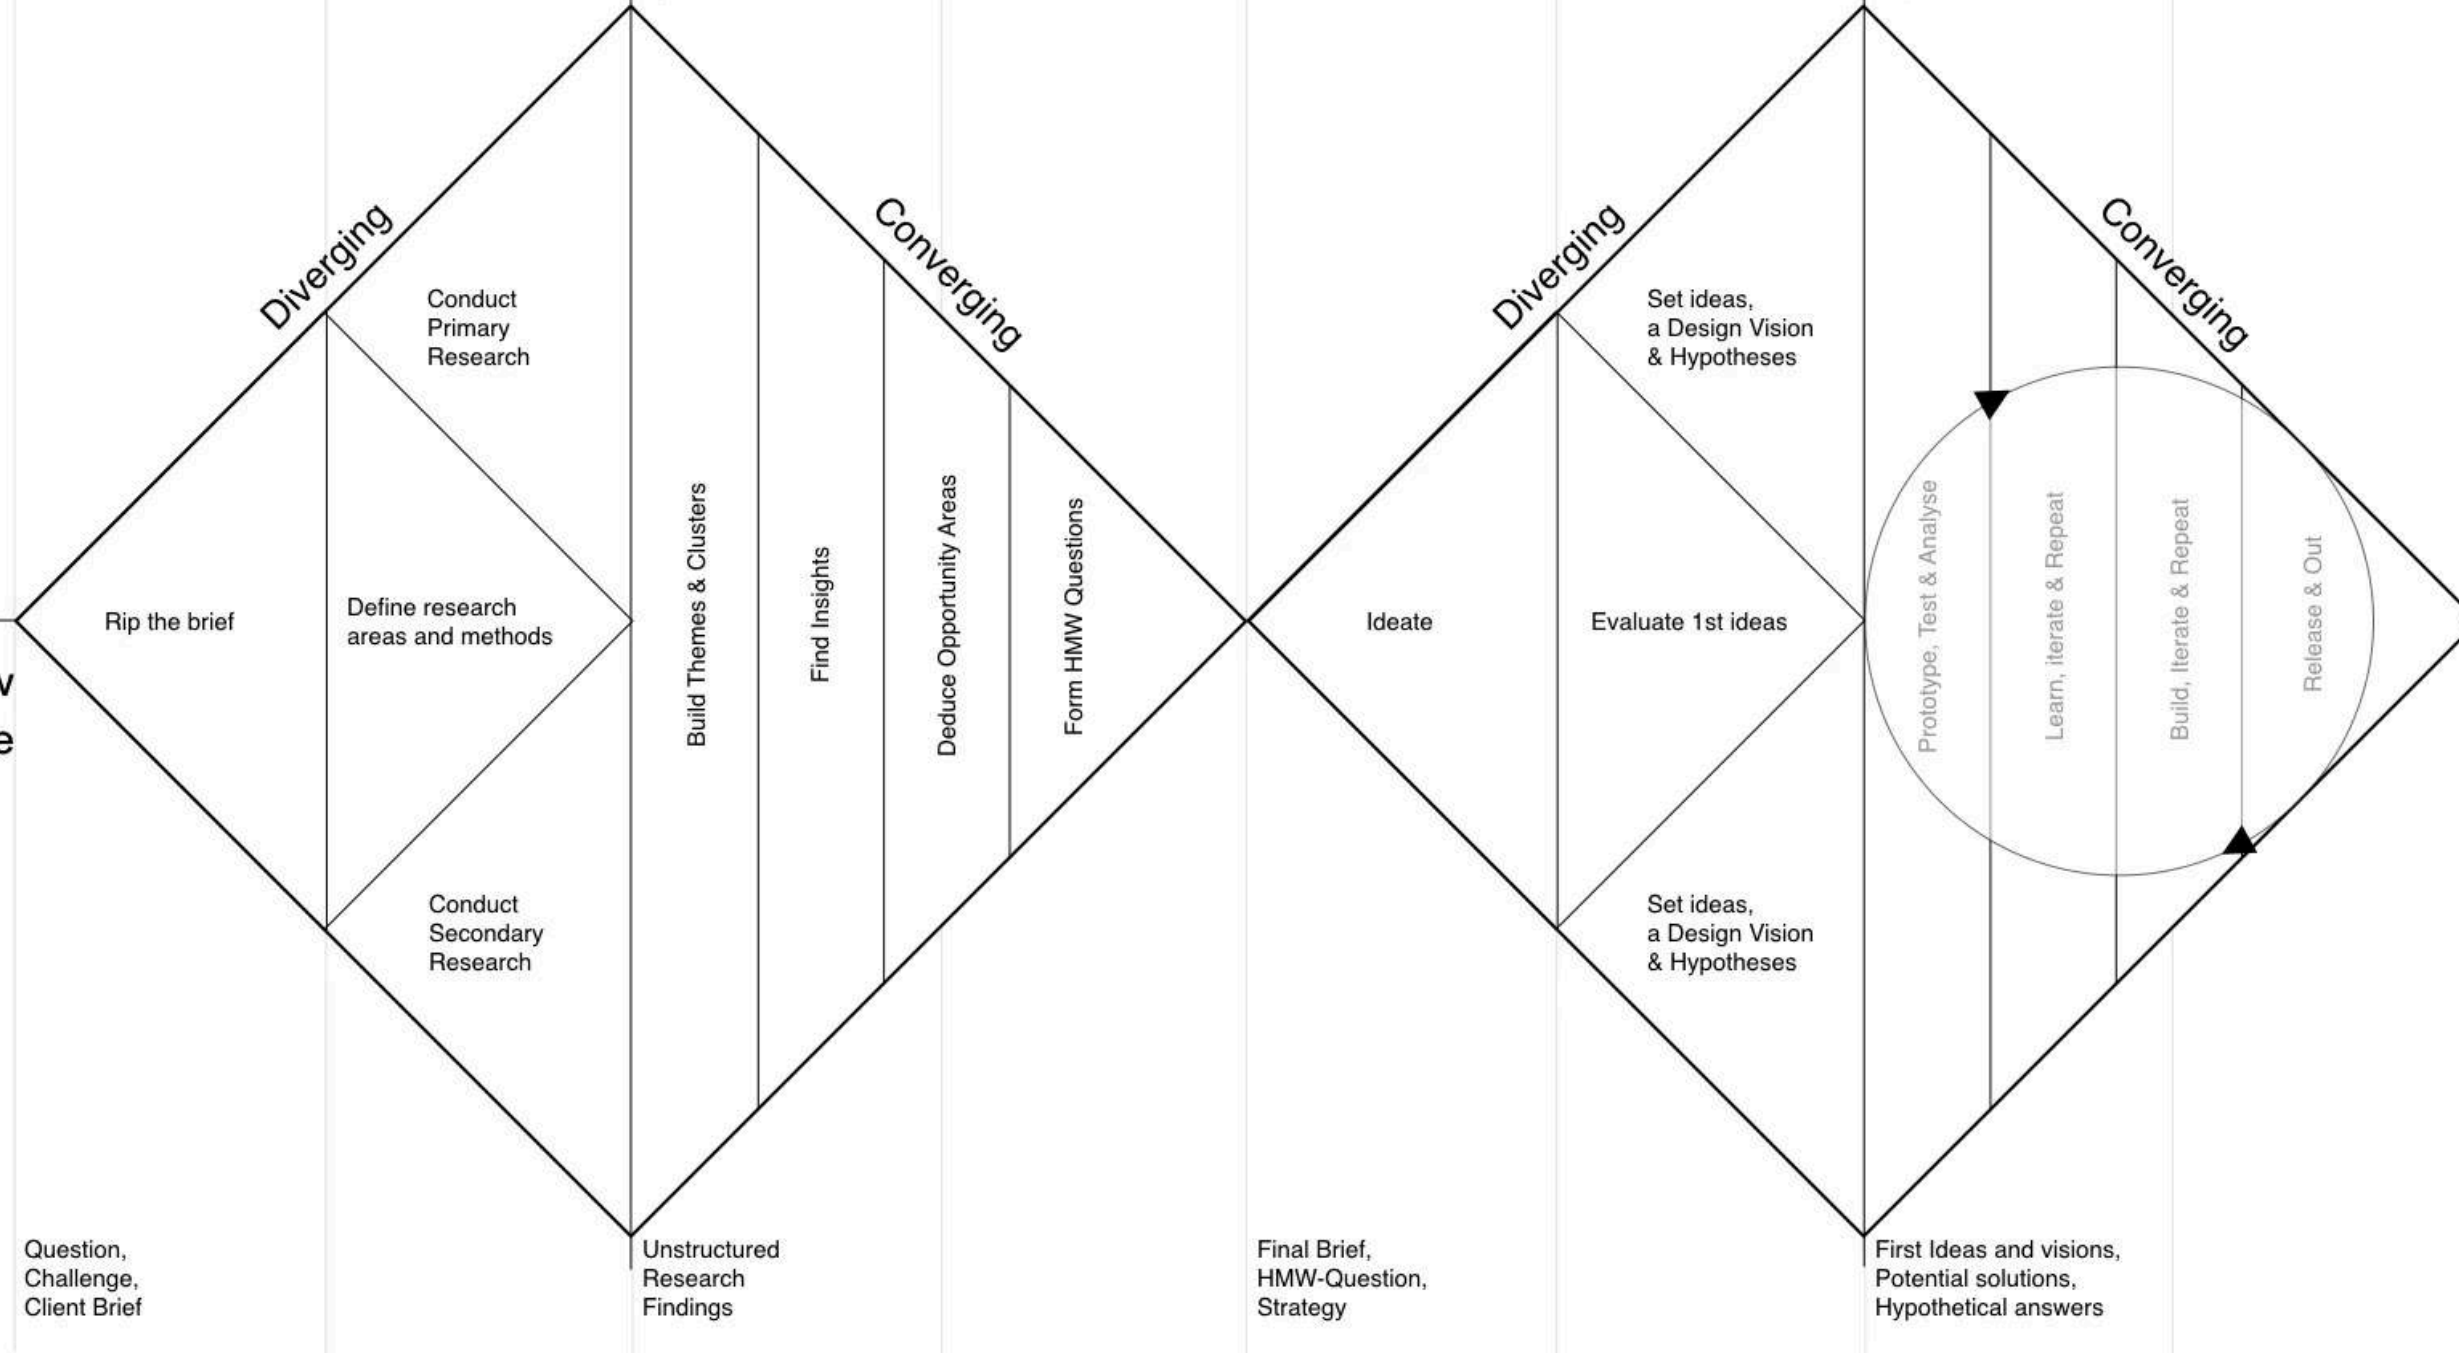 Diverging
Converging
Conduct
Primary
Research
Rip the brief
Define research
areas and methods
Conduct
Secondary
Research
Build Themes & Clusters
Find Insights
Deduce Opportunity Areas
Form HMW Questions
Diverging
Converging
Set ideas,
a Design Vision
& Hypotheses
Ideate
Evaluate 1st ideas
Set ideas,
a Design Vision
& Hypotheses
Prototype, Test & Analyse
Learn, iterate & Repeat
Build, Iterate & Repeat
Release & Out
Question,
Challenge,
Client Brief
Unstructured
Research
Findings
Final Brief,
HMW-Question,
Strategy
First Ideas and visions,
Potential solutions,
Hypothetical answers